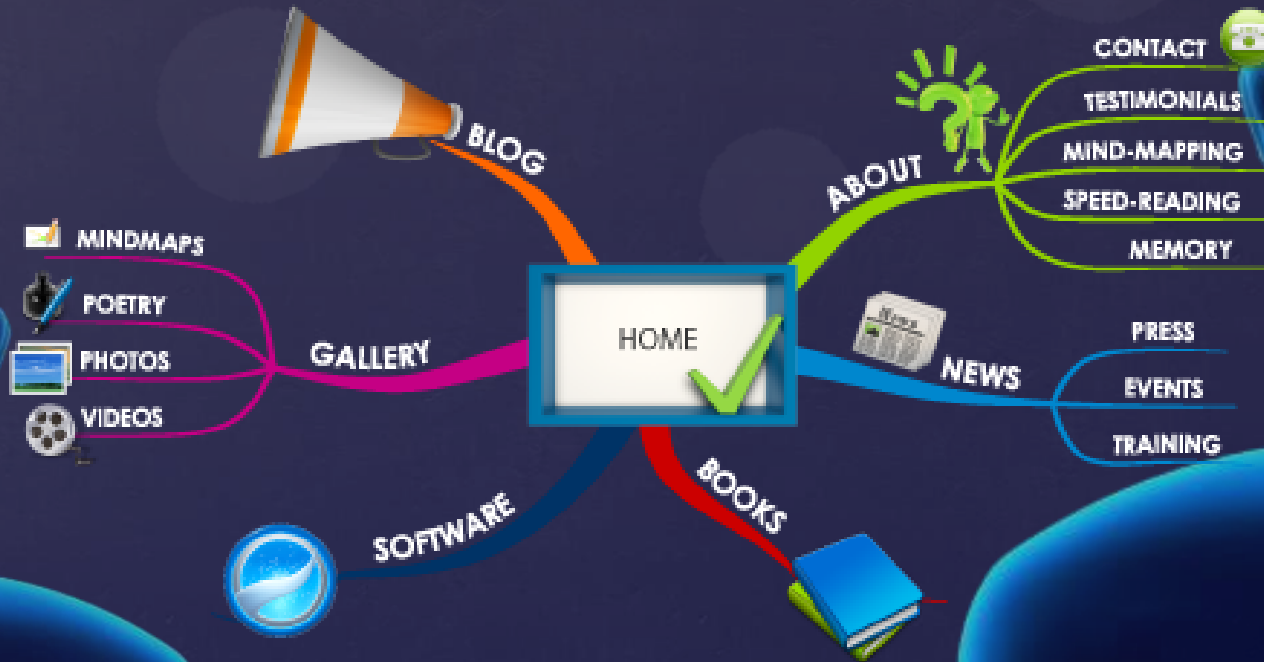 BLOG
CONTACT
TESTIMONIALS
ABOUT
MIND-MAPPING
SPEED-READING
MEMORY
MINDMAPS
POETRY
PHOTOS
VIDEOS
GALLERY
HOME
News
NEWS
PRESS
EVENTS
TRAINING
BOOKS
SOFTWARE